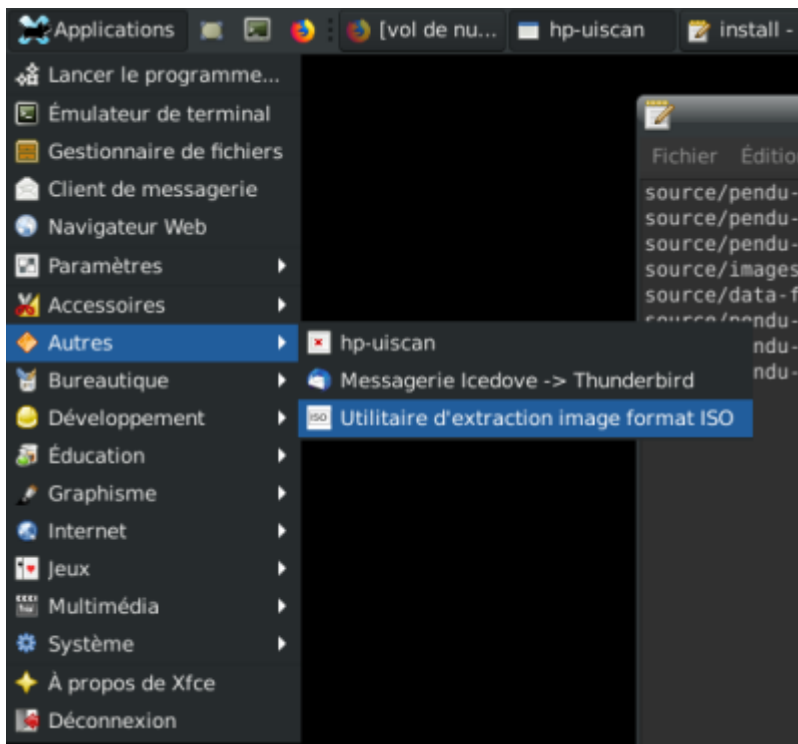 Applications [vol de nu... hp-uiscan install -
Lancer le programme...
Émulateur de terminal
Gestionnaire de fichiers
Client de messagerie
Navigateur Web
Paramètres
Accessoires
Autres
Bureautique
Développement
Éducation
Graphisme
Internet
Jeux
Multimédia
Système
À propos de Xfce
Déconnexion
hp-uiscan
Messagerie Icedove -> Thunderbird
ISO Utilitaire d'extraction image format ISO
Fichier Éditio
source/pendu-
source/pendu-
source/pendu-
source/images
source/data-f
source/pendu-
ndu-
ndu-